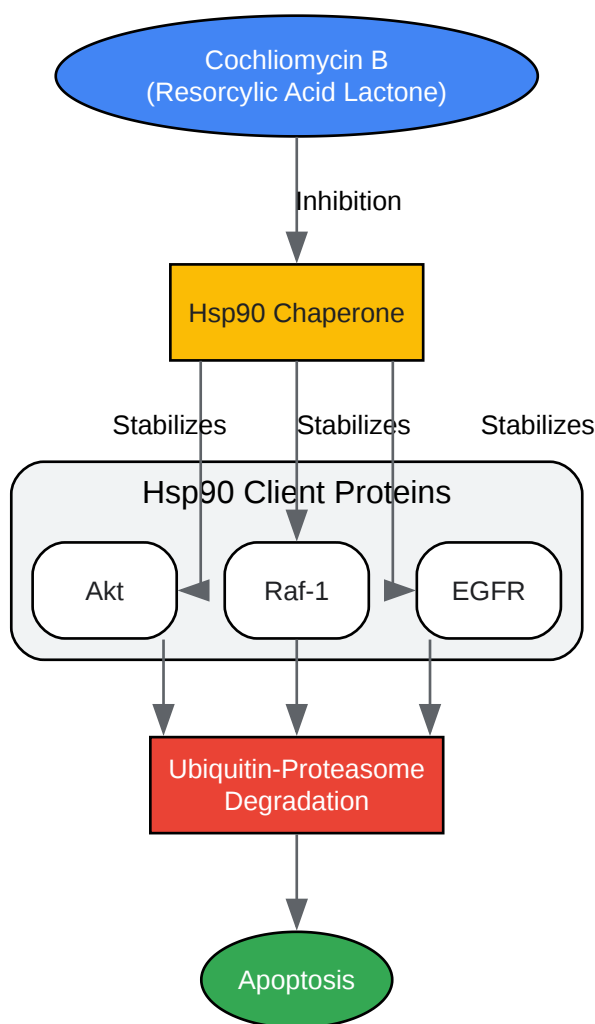 Cochliomycin B
(Resorcylic Acid Lactone)
Inhibition
Hsp90 Chaperone
Stabilizes
Stabilizes
Stabilizes
Hsp90 Client Proteins
Akt
Raf-1
EGFR
Ubiquitin-Proteasome
Degradation
Apoptosis